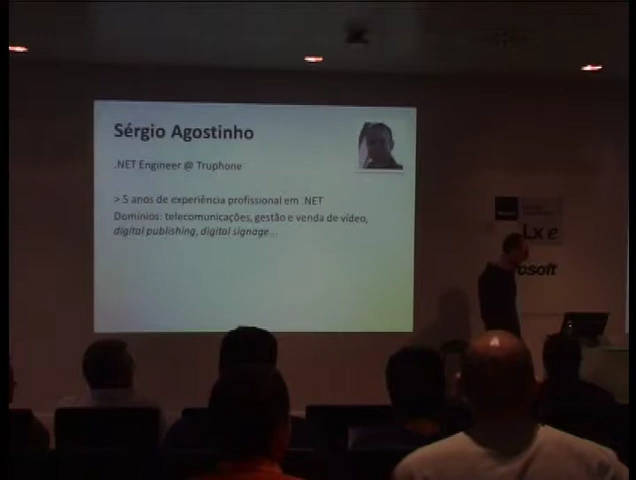 Sérgio Agostinho
.NET Engineer @ Truphone
> 5 anos de experiência profissional em .NET
Domínios: telecomunicações, gestão e venda de vídeo,
digital publishing, digital signage...
Lx e
osoft